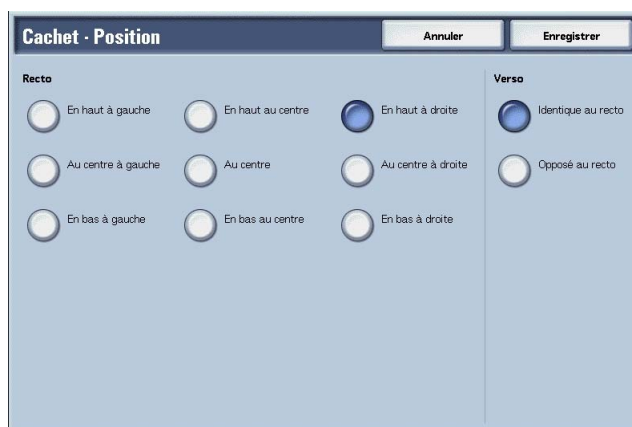 Cachet - Position
Annuler
Enregistrer
Recto
Verso
En haut à gauche
En haut au centre
En haut à droite
Identique au recto
Au centre à gauche
Au centre
Au centre à droite
Opposé au recto
En bas à gauche
En bas au centre
En bas à droite